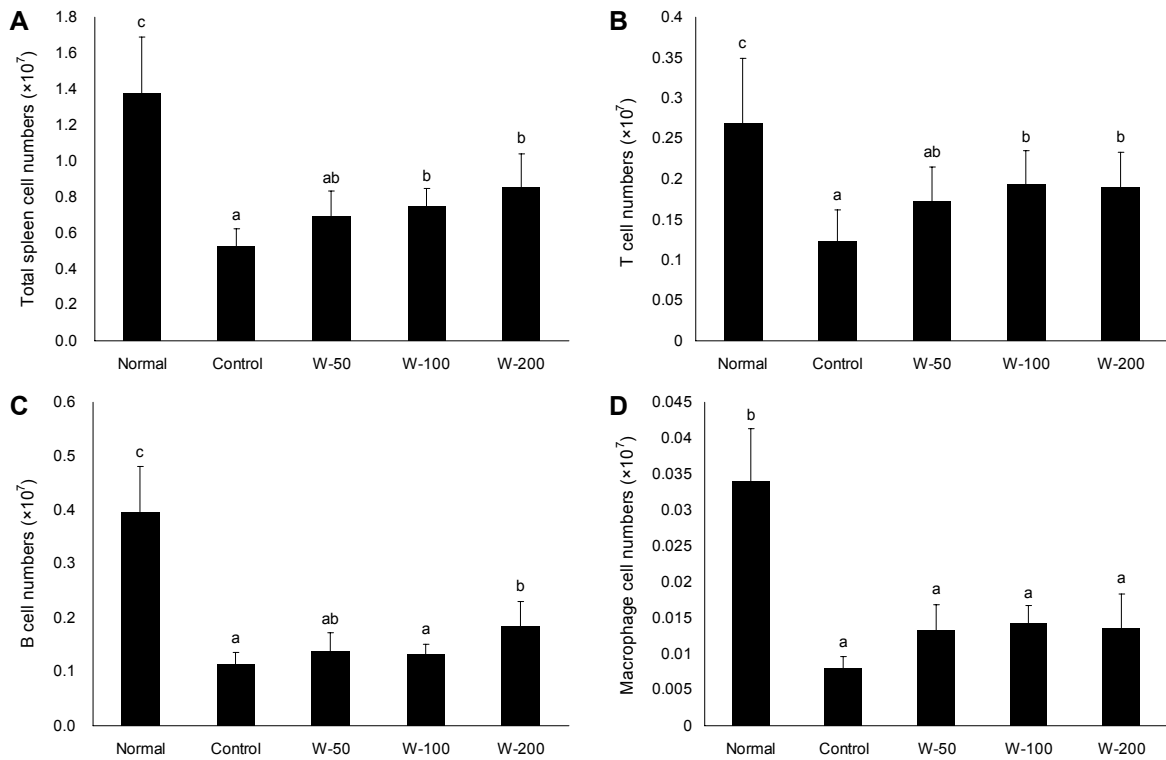 A
Total spleen cell numbers (×10⁷)
1.8
1.6
1.4
1.2
1.0
0.8
0.6
0.4
0.2
0.0
c
a
ab
b
b
Normal Control W-50 W-100 W-200
B
T cell numbers (×10⁷)
0.4
0.35
0.3
0.25
0.2
0.15
0.1
0.05
0
c
a
ab
b
b
Normal Control W-50 W-100 W-200
C
B cell numbers (×10⁷)
0.6
0.5
0.4
0.3
0.2
0.1
0.0
c
a
ab
a
b
Normal Control W-50 W-100 W-200
D
Macrophage cell numbers (×10⁷)
0.045
0.04
0.035
0.03
0.025
0.02
0.015
0.01
0.005
0
b
a
a
a
a
Normal Control W-50 W-100 W-200